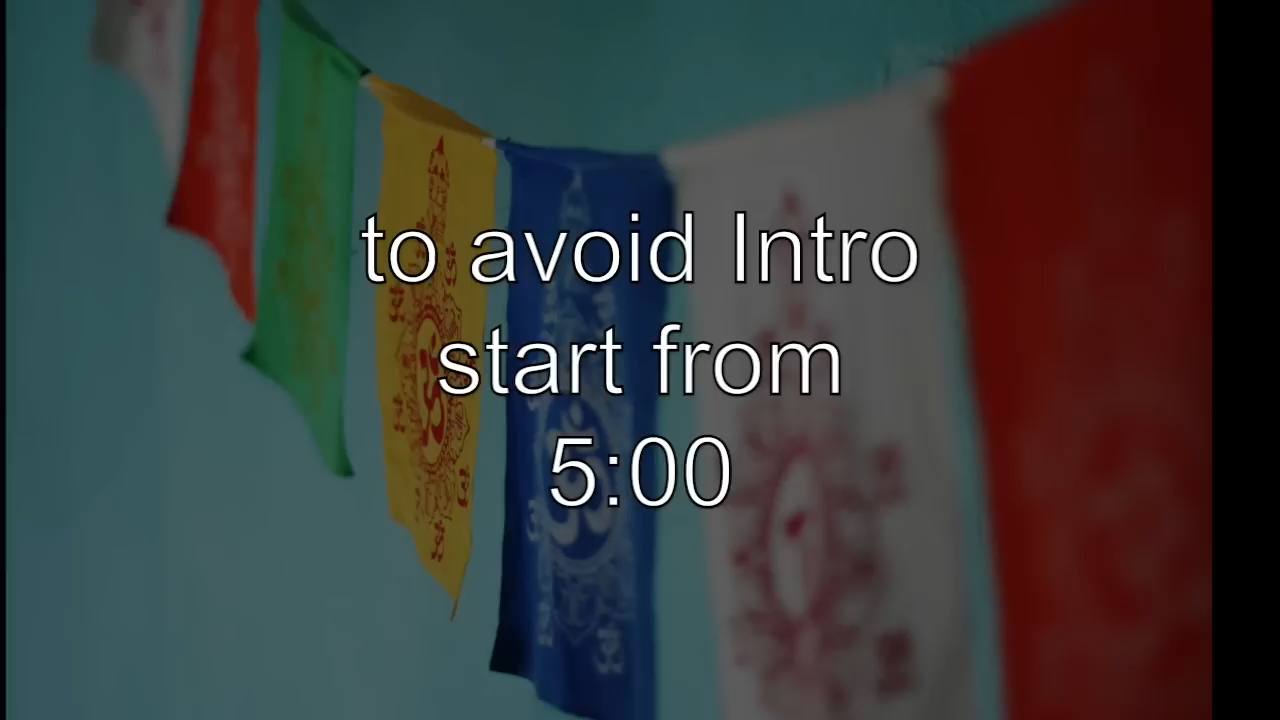 to avoid Intro
start from
5:00
ॐ
ॐ